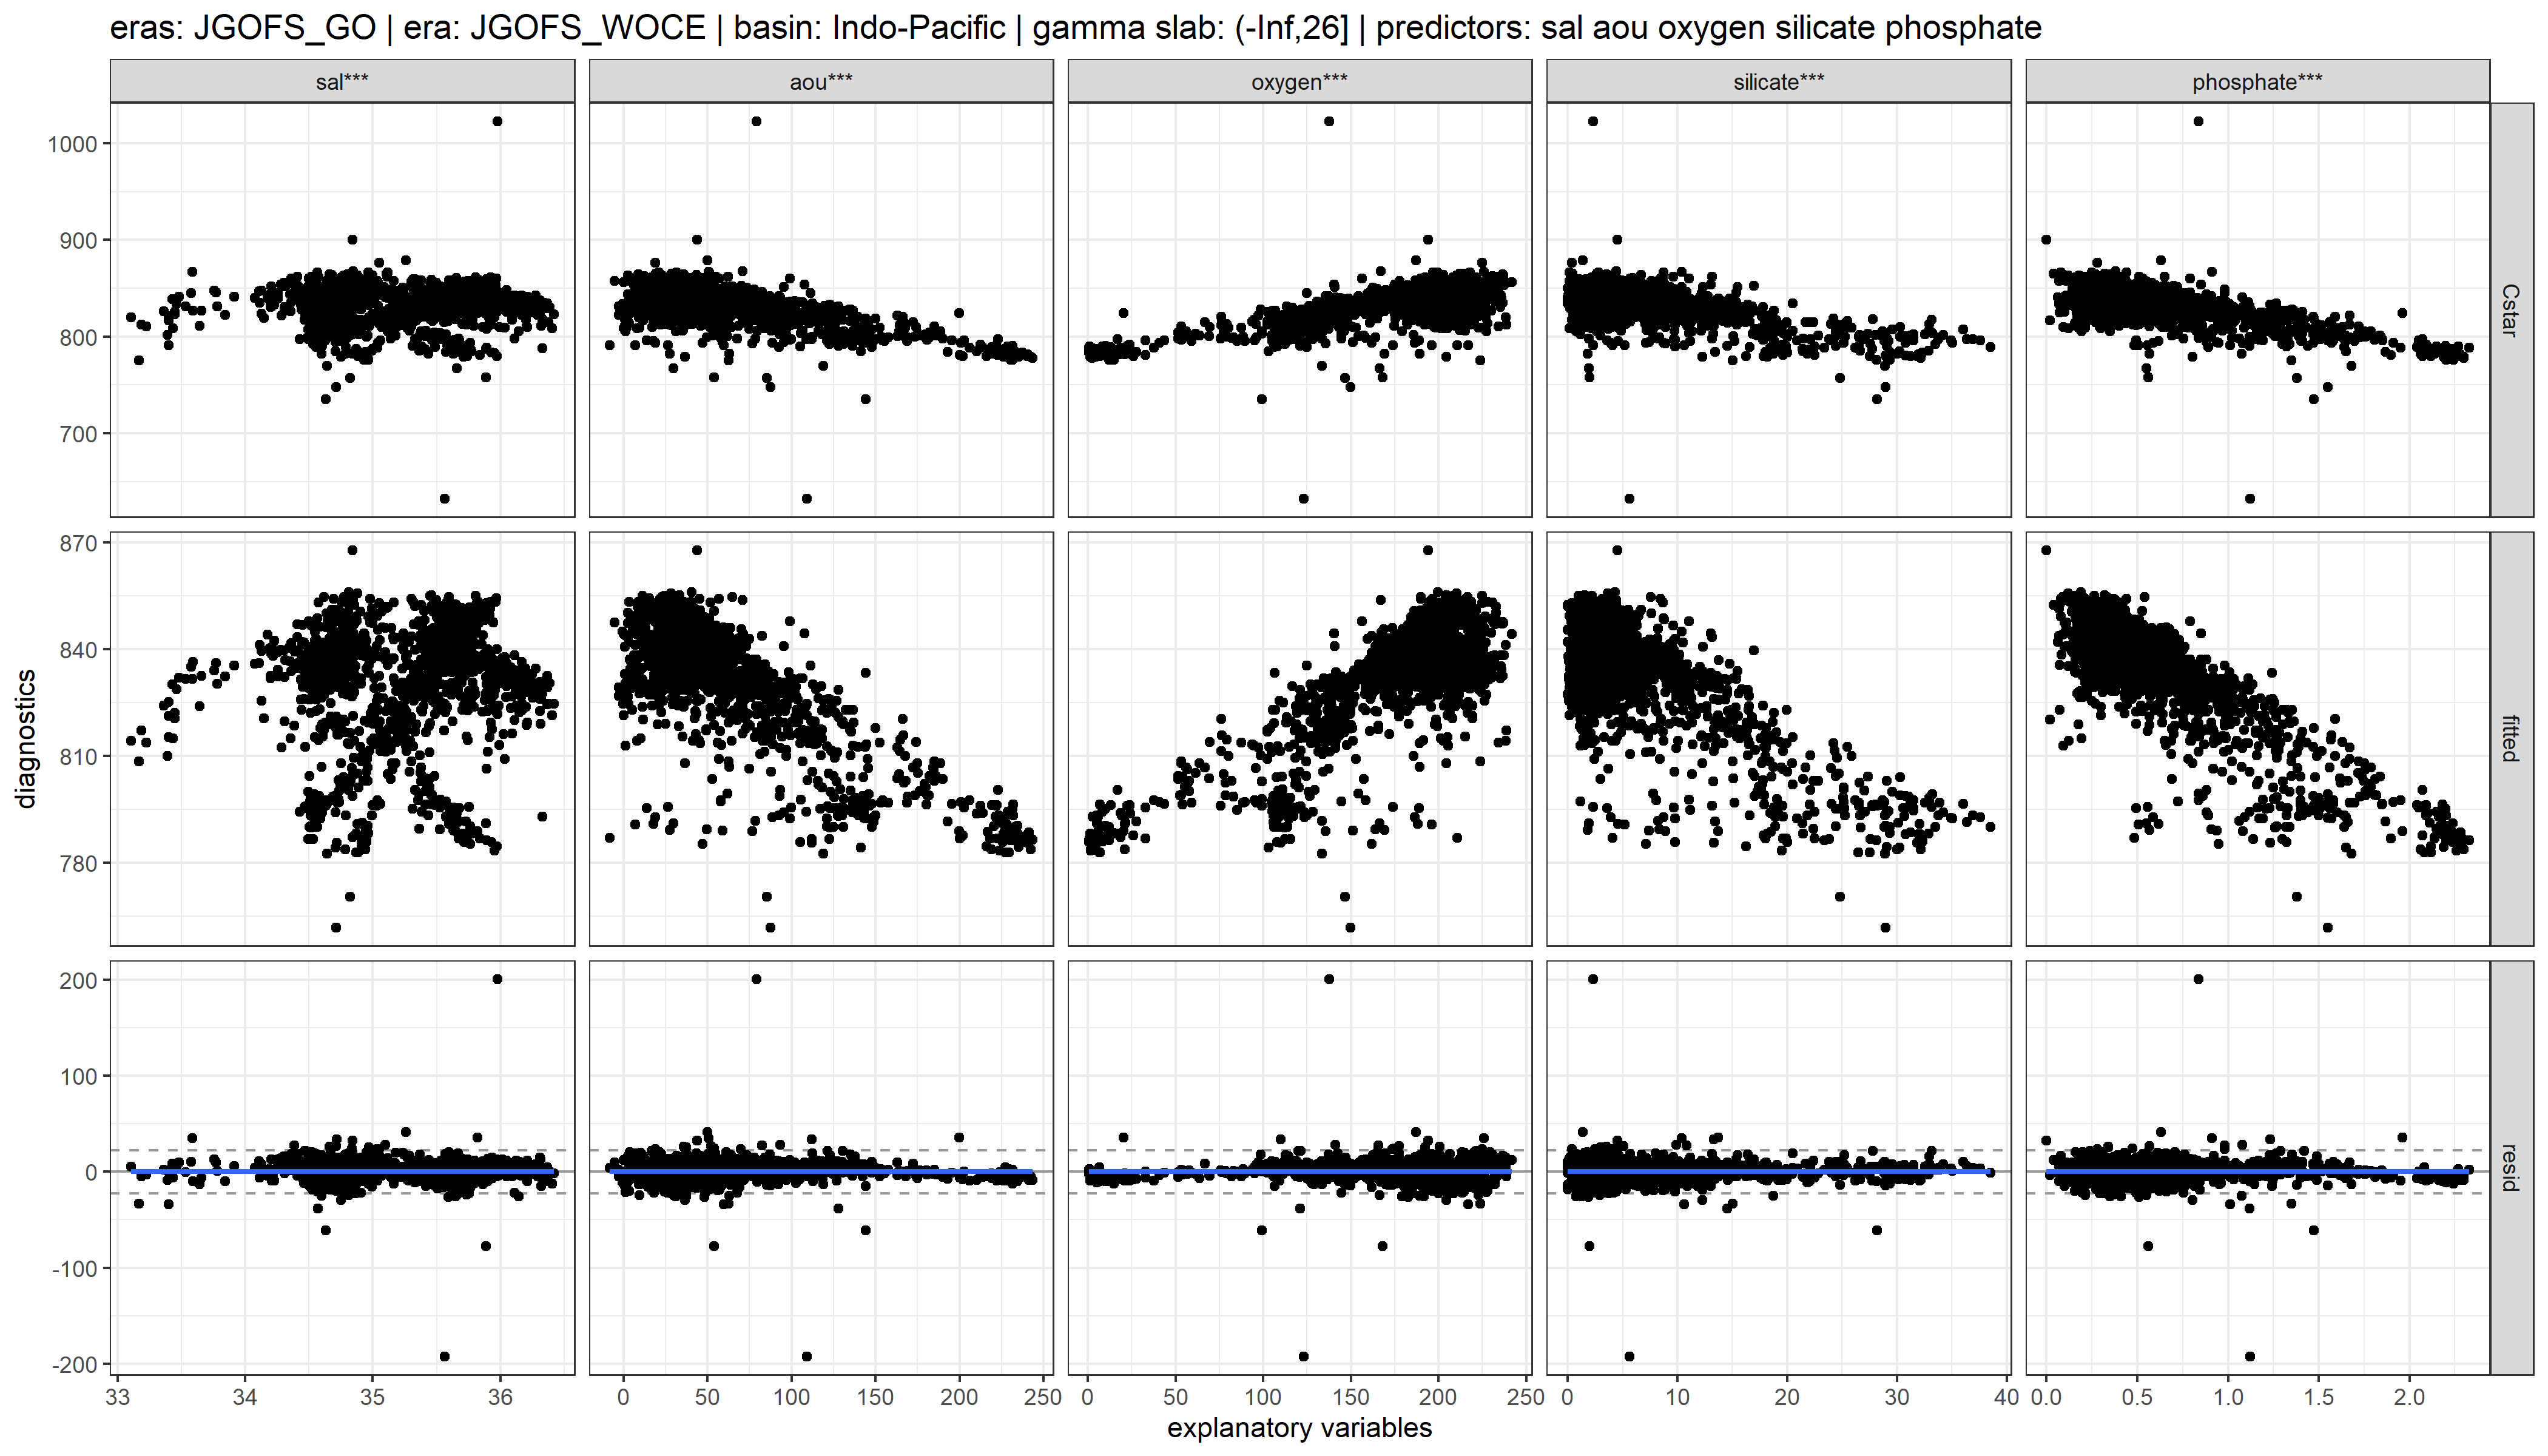 eras: JGOFS_GO | era: JGOFS_WOCE | basin: Indo-Pacific | gamma slab: (-Inf,26] | predictors: sal aou oxygen silicate phosphate
sal*** aou*** oxygen*** silicate*** phosphate***
1000
900
800
700
Cstar
870
840
810
780
fitted
diagnostics
200
100
0
-100
-200
resid
33 34 35 36
0 50 100 150 200 250
0 50 100 150 200 250
0 10 20 30 40
0.0 0.5 1.0 1.5 2.0
explanatory variables